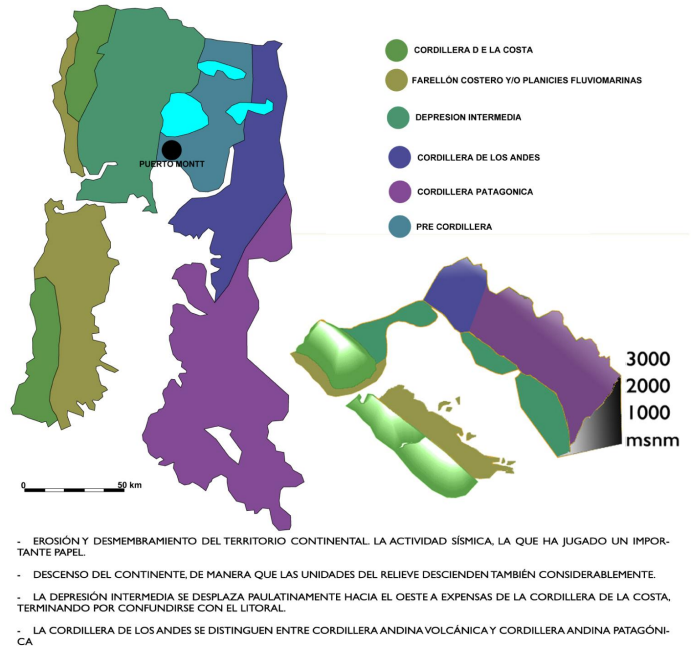 CORDILLERA D E LA COSTA
FARELLÓN COSTERO Y/O PLANICIES FLUVIOMARINAS
DEPRESION INTERMEDIA
PUERTO MONTT
CORDILLERA DE LOS ANDES
CORDILLERA PATAGONICA
PRE CORDILLERA
3000
2000
1000
msnm
0 50 km
- EROSIÓN Y DESMEMBRAMIENTO DEL TERRITORIO CONTINENTAL. LA ACTIVIDAD SÍSMICA, LA QUE HA JUGADO UN IMPOR-
TANTE PAPEL.
- DESCENSO DEL CONTINENTE, DE MANERA QUE LAS UNIDADES DEL RELIEVE DESCIENDEN TAMBIÉN CONSIDERABLEMENTE.
- LA DEPRESIÓN INTERMEDIA SE DESPLAZA PAULATINAMENTE HACIA EL OESTE A EXPENSAS DE LA CORDILLERA DE LA COSTA,
TERMINANDO POR CONFUNDIRSE CON EL LITORAL.
- LA CORDILLERA DE LOS ANDES SE DISTINGUEN ENTRE CORDILLERA ANDINA VOLCÁNICA Y CORDILLERA ANDINA PATAGÓNI-
CA